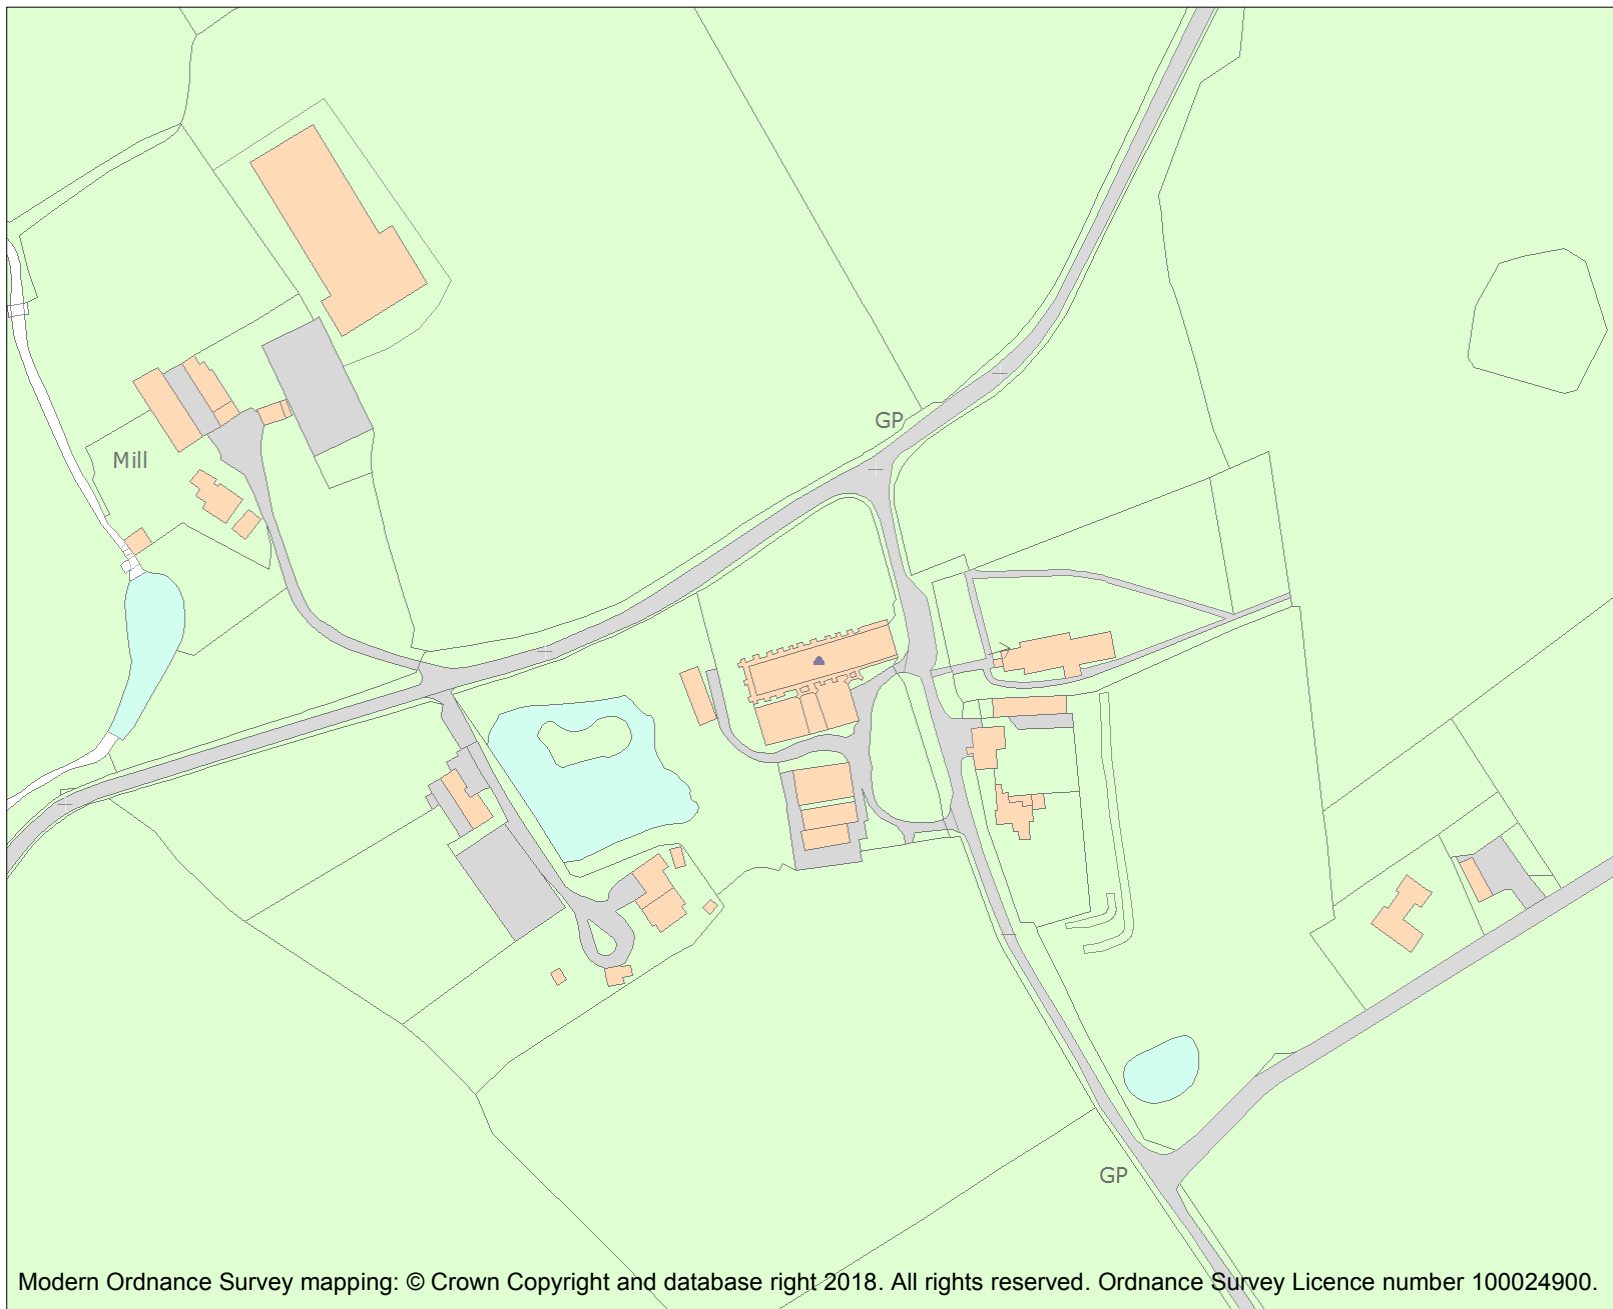 GP
Mill
GP
Modern Ordnance Survey mapping: © Crown Copyright and database right 2018. All rights reserved. Ordnance Survey Licence number 100024900.